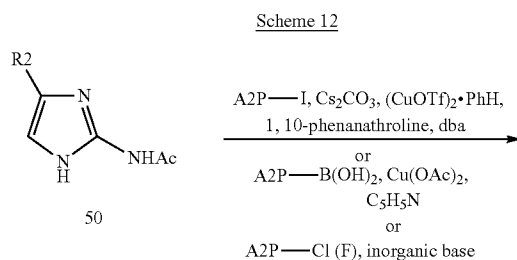 Scheme 12
R2
N
N
H
NHAc
50
A2P—I, Cs2CO3, (CuOTf)2•PhH,
1, 10-phenanathroline, dba
or
A2P—B(OH)2, Cu(OAc)2,
C5H5N
or
A2P—Cl (F), inorganic base